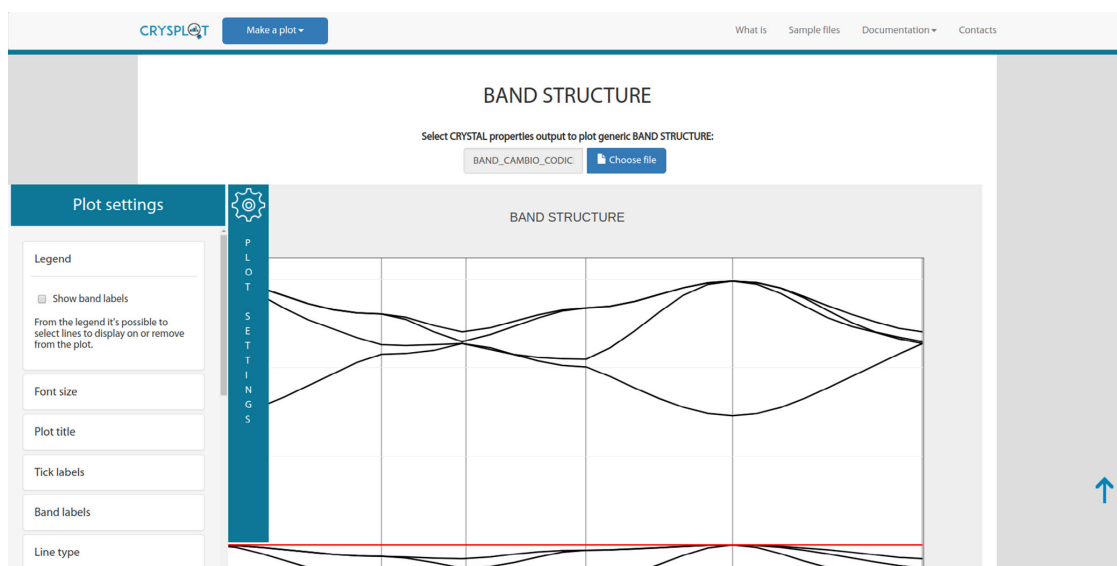 CRYSPLOT
Make a plot
What is
Sample files
Documentation
Contacts
BAND STRUCTURE
Select CRYSTAL properties output to plot generic BAND STRUCTURE:
BAND_CAMBIO_CODIC
Choose file
Plot settings
PLOT SETTINGS
BAND STRUCTURE
Legend
Show band labels
From the legend it's possible to
select lines to display on or remove
from the plot.
Font size
Plot title
Tick labels
Band labels
Line type